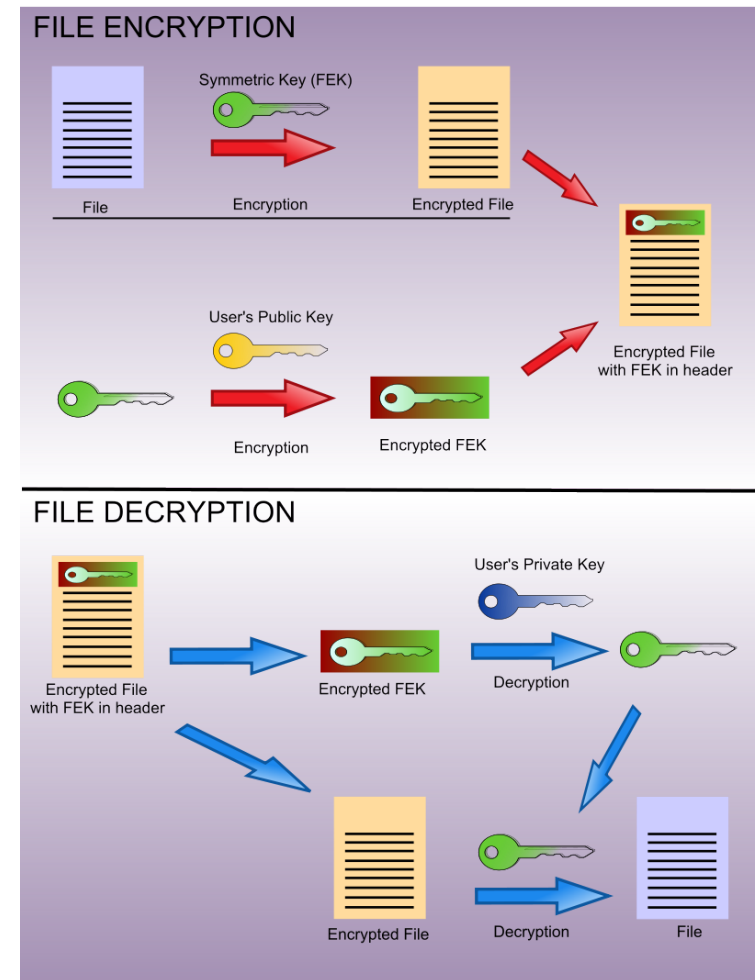 FILE ENCRYPTION
Symmetric Key (FEK)
File
Encryption
Encrypted File
User's Public Key
Encrypted File
with FEK in header
Encryption
Encrypted FEK
FILE DECRYPTION
User's Private Key
Encrypted File
with FEK in header
Encrypted FEK
Decryption
Encrypted File
Decryption
File